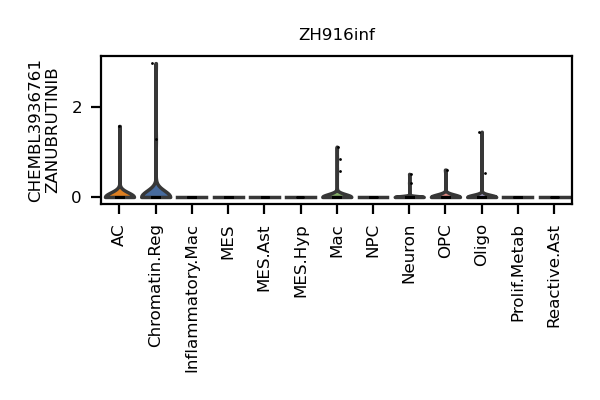 ZH916inf
CHEMBL3936761
ZANUBRUTINIB
2
0
AC
Chromatin.Reg
Inflammatory.Mac
MES
MES.Ast
MES.Hyp
Mac
NPC
Neuron
OPC
Oligo
Prolif.Metab
Reactive.Ast